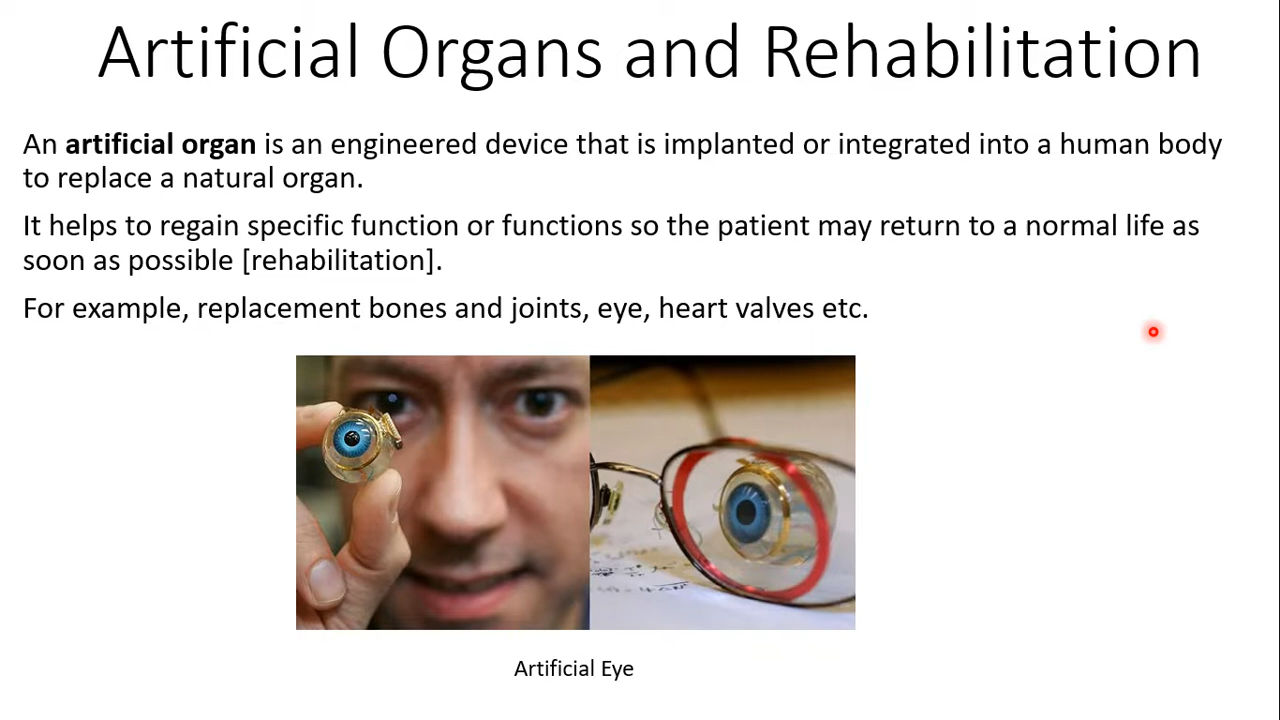 Artificial Organs and Rehabilitation
An artificial organ is an engineered device that is implanted or integrated into a human body
to replace a natural organ.
It helps to regain specific function or functions so the patient may return to a normal life as
soon as possible [rehabilitation].
For example, replacement bones and joints, eye, heart valves etc.
Artificial Eye